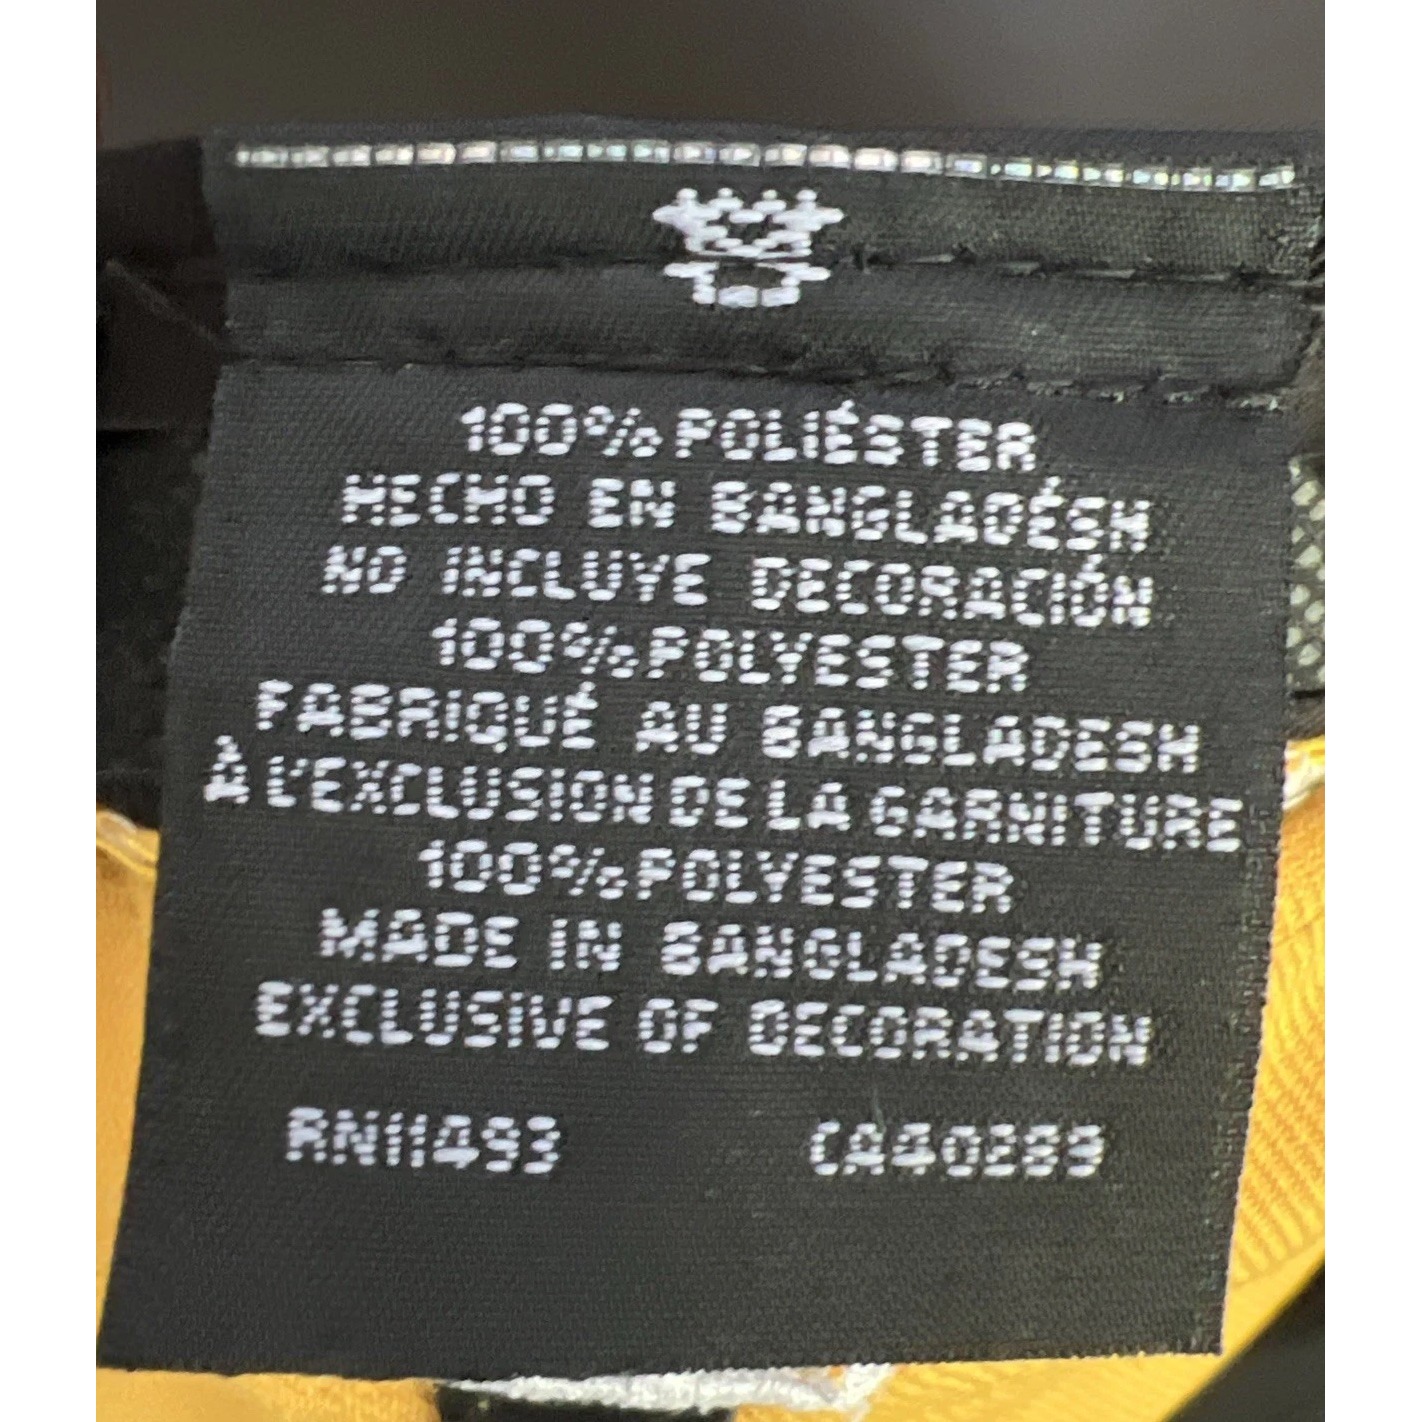 100% POLIÉSTER
HECHO EN BANGLADÉSH
NO INCLUYE DECORACIÓN
100% POLYESTER
FABRIQUÉ AU BANGLADESH
À L'EXCLUSION DE LA GARNITURE
100% POLYESTER
MADE IN BANGLADESH
EXCLUSIVE OF DECORATION
RN11493 CA40289